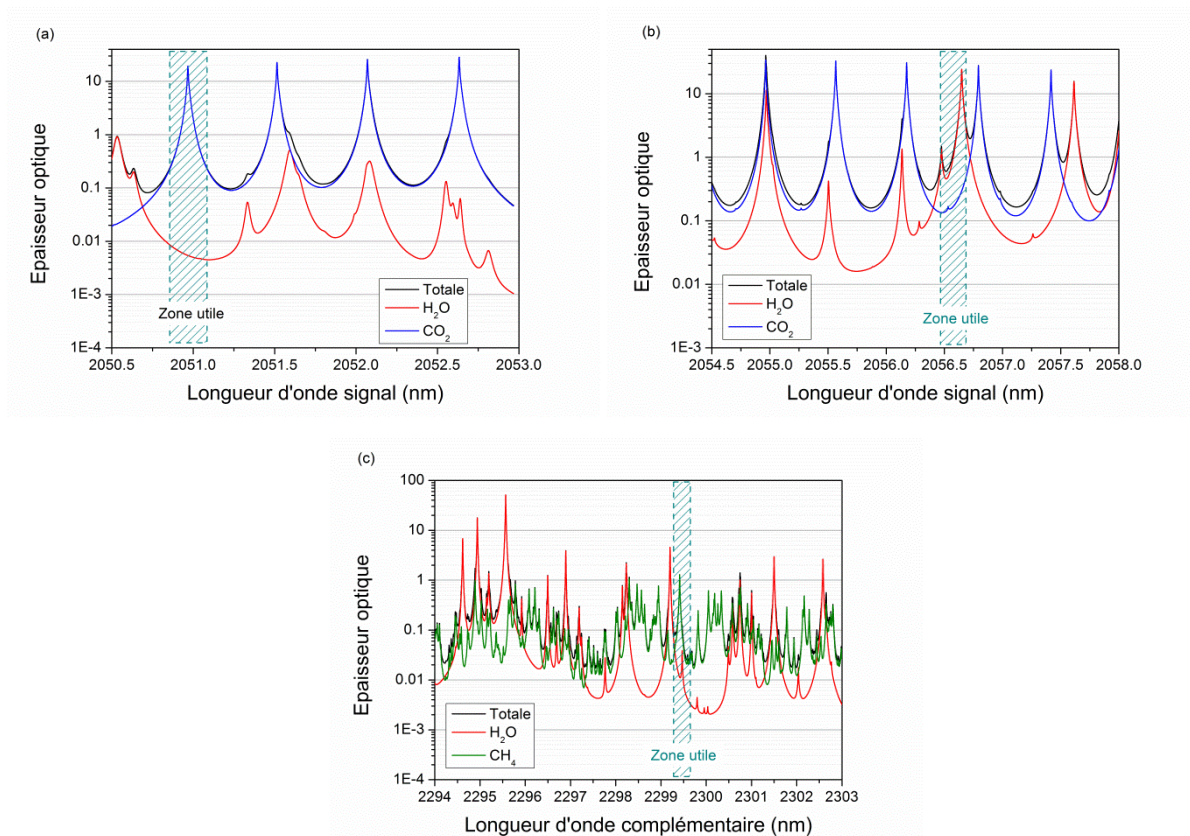 (a)
Epaisseur optique
10
1
0.1
0.01
1E-3
1E-4
Zone utile
Totale
H₂O
CO₂
2050.5 2051.0 2051.5 2052.0 2052.5 2053.0
Longueur d'onde signal (nm)
(b)
Epaisseur optique
10
1
0.1
0.01
1E-3
Totale
H₂O
CO₂
Zone utile
2054.5 2055.0 2055.5 2056.0 2056.5 2057.0 2057.5 2058.0
Longueur d'onde signal (nm)
(c)
Epaisseur optique
100
10
1
0.1
0.01
1E-3
1E-4
Totale
H₂O
CH₄
Zone utile
2294 2295 2296 2297 2298 2299 2300 2301 2302 2303
Longueur d'onde complémentaire (nm)